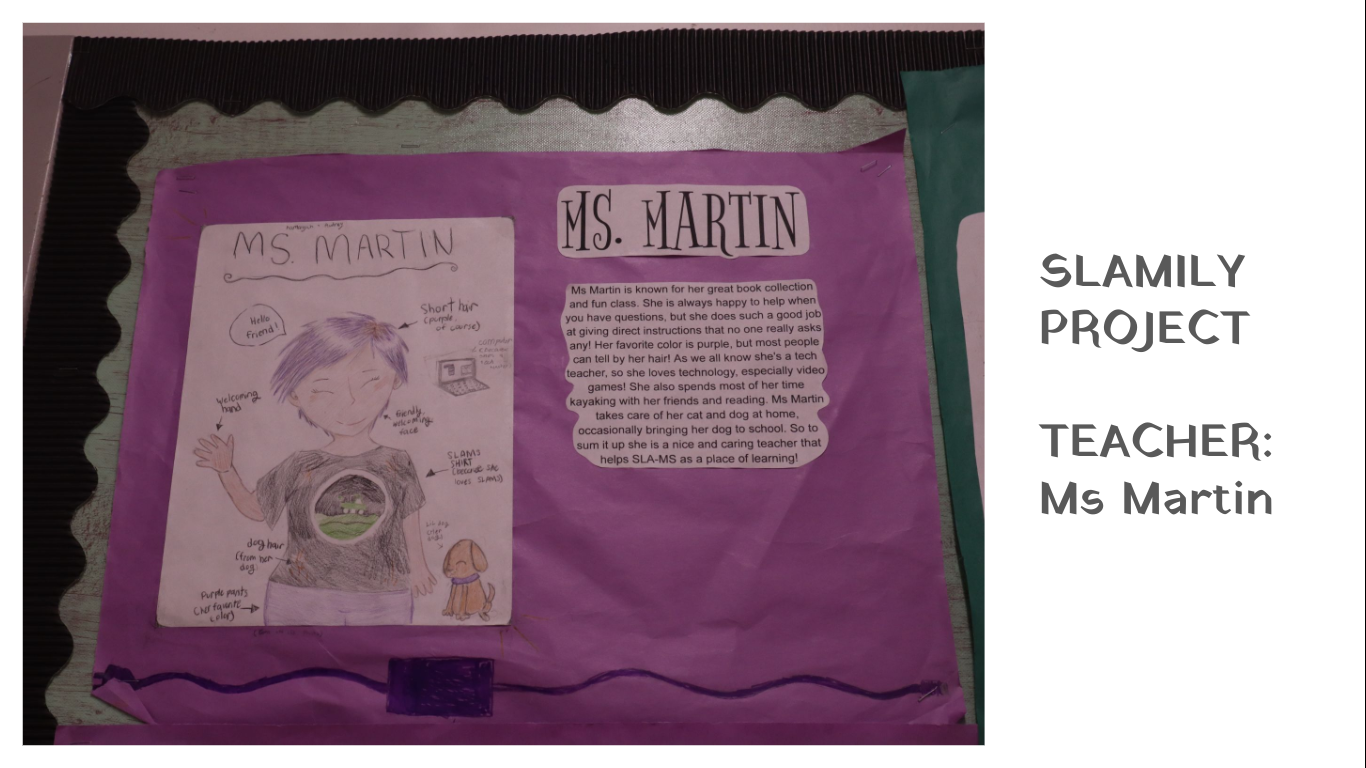 MS. MARTIN
Hello
friend!
Short hair
(purple,
of course)
computer
Welcoming
hand
friendly,
welcoming
face
SLAMS
SHIRT
(because she
loves SLAMS)
dog hair
(from her
dog)
Purple pants
(her favorite
color)
MS. MARTIN
Ms Martin is known for her great book collection
and fun class. She is always happy to help when
you have questions, but she does such a good job
at giving direct instructions that no one really asks
any! Her favorite color is purple, but most people
can tell by her hair! As we all know she's a tech
teacher, so she loves technology, especially video
games! She also spends most of her time
kayaking with her friends and reading. Ms Martin
takes care of her cat and dog at home,
occasionally bringing her dog to school. So to
sum it up she is a nice and caring teacher that
helps SLA-MS as a place of learning!
SLAMILY
PROJECT
TEACHER:
Ms Martin